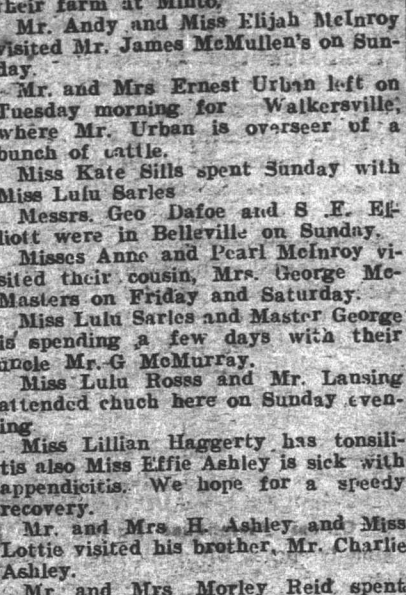 their farm at Minto.
Mr. Andy and Miss Elijah McInroy
visited Mr. James McMullen's on Sun-
day.
Mr. and Mrs Ernest Urban left on
Tuesday morning for Walkersville,
where Mr. Urban is overseer of a
bunch of cattle.
Miss Kate Sills spent Sunday with
Miss Lulu Sarles
Messrs. Geo Dafoe and S .E. El-
liott were in Belleville on Sunday.
Misses Anne and Pearl McInroy vi-
sited their cousin, Mrs. George Mc-
Masters on Friday and Saturday.
Miss Lulu Sarles and Master George
is spending a few days with their
uncle Mr. G McMurray.
Miss Lulu Rosss and Mr. Lansing
attended chuch here on Sunday even-
ing
Miss Lillian Haggerty has tonsili-
tis also Miss Effie Ashley is sick with
appendicitis. We hope for a speedy
recovery.
Mr. and Mrs H. Ashley and Miss
Lottie visited his brother, Mr. Charlie
Ashley.
Mr and Mrs Morley Reid spent